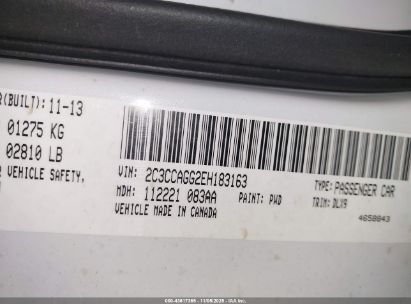 R(BUILT): 11-13
01275 KG
02810 LB
VEHICLE SAFETY,
VIN: 2C3CCAGG2EH183163
MDH: 112221 083AA PAINT: PWD
VEHICLE MADE IN CANADA
TYPE: PASSENGER CAR
TRIM: DLX9
4658843